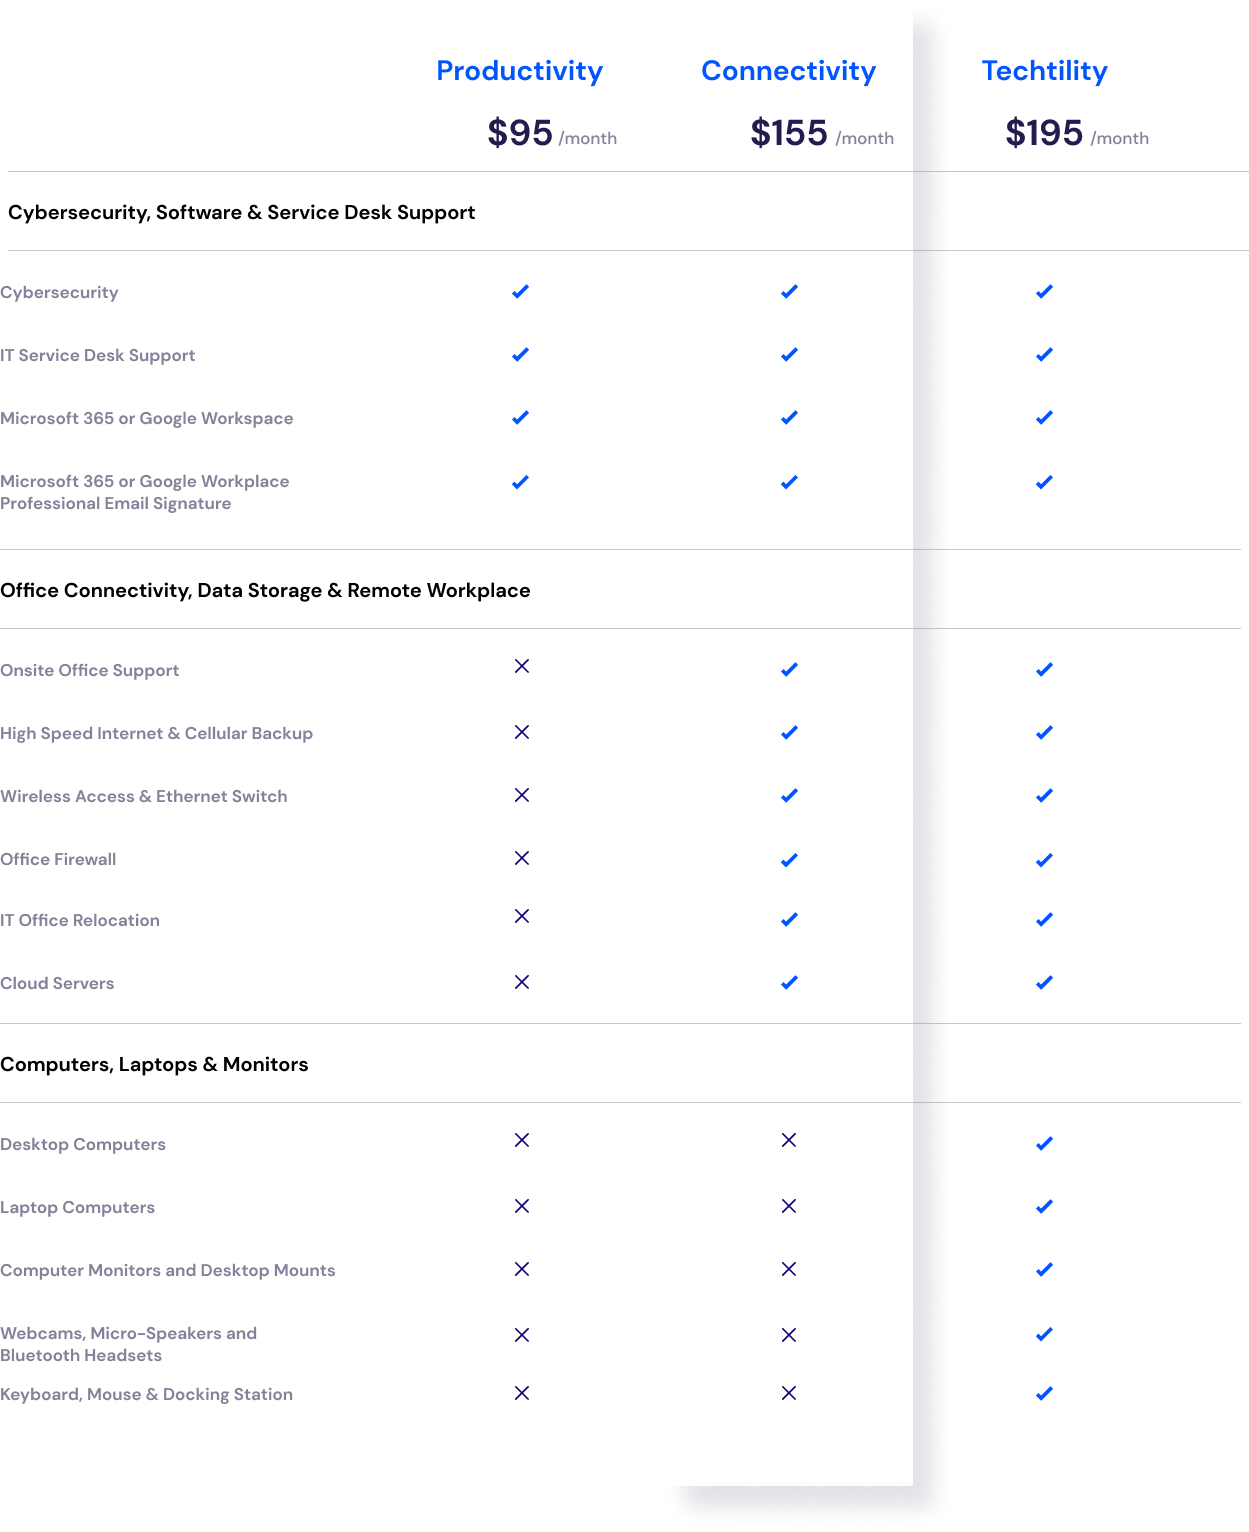 Productivity Connectivity Techtility
$95 /month $155 /month $195 /month
Cybersecurity, Software & Service Desk Support
Cybersecurity
IT Service Desk Support
Microsoft 365 or Google Workspace
Microsoft 365 or Google Workplace
Professional Email Signature
Office Connectivity, Data Storage & Remote Workplace
Onsite Office Support
High Speed Internet & Cellular Backup
Wireless Access & Ethernet Switch
Office Firewall
IT Office Relocation
Cloud Servers
Computers, Laptops & Monitors
Desktop Computers
Laptop Computers
Computer Monitors and Desktop Mounts
Webcams, Micro-Speakers and
Bluetooth Headsets
Keyboard, Mouse & Docking Station